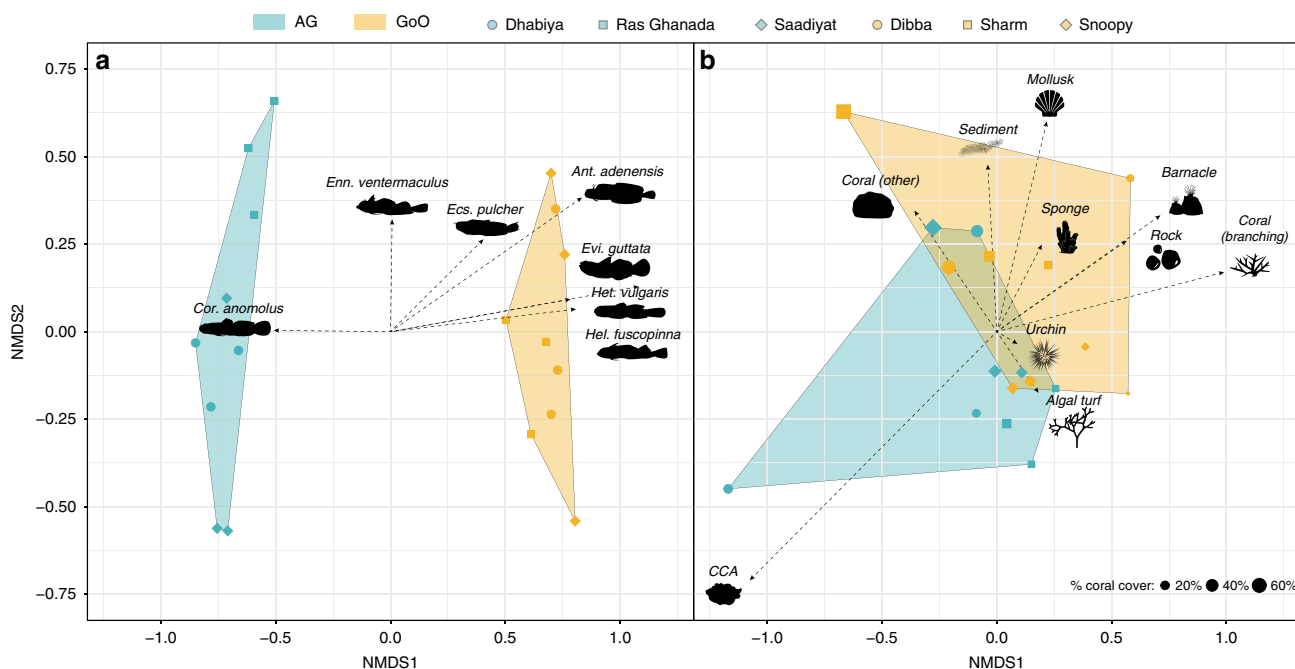 AG GoO Dhabiya Ras Ghanada Saadiyat Dibba Sharm Snoopy
a
b
NMDS2
0.75
0.50
0.25
0.00
−0.25
−0.50
−0.75
Enn. ventermaculus
Ecs. pulcher
Ant. adenensis
Evi. guttata
Het. vulgaris
Hel. fuscopinna
Cor. anomolus
−1.0 −0.5 0.0 0.5 1.0
NMDS1
Mollusk
Sediment
Coral (other)
Sponge
Barnacle
Rock
Coral
(branching)
Urchin
Algal turf
CCA
% coral cover: 20% 40% 60%
−1.0 −0.5 0.0 0.5 1.0
NMDS1